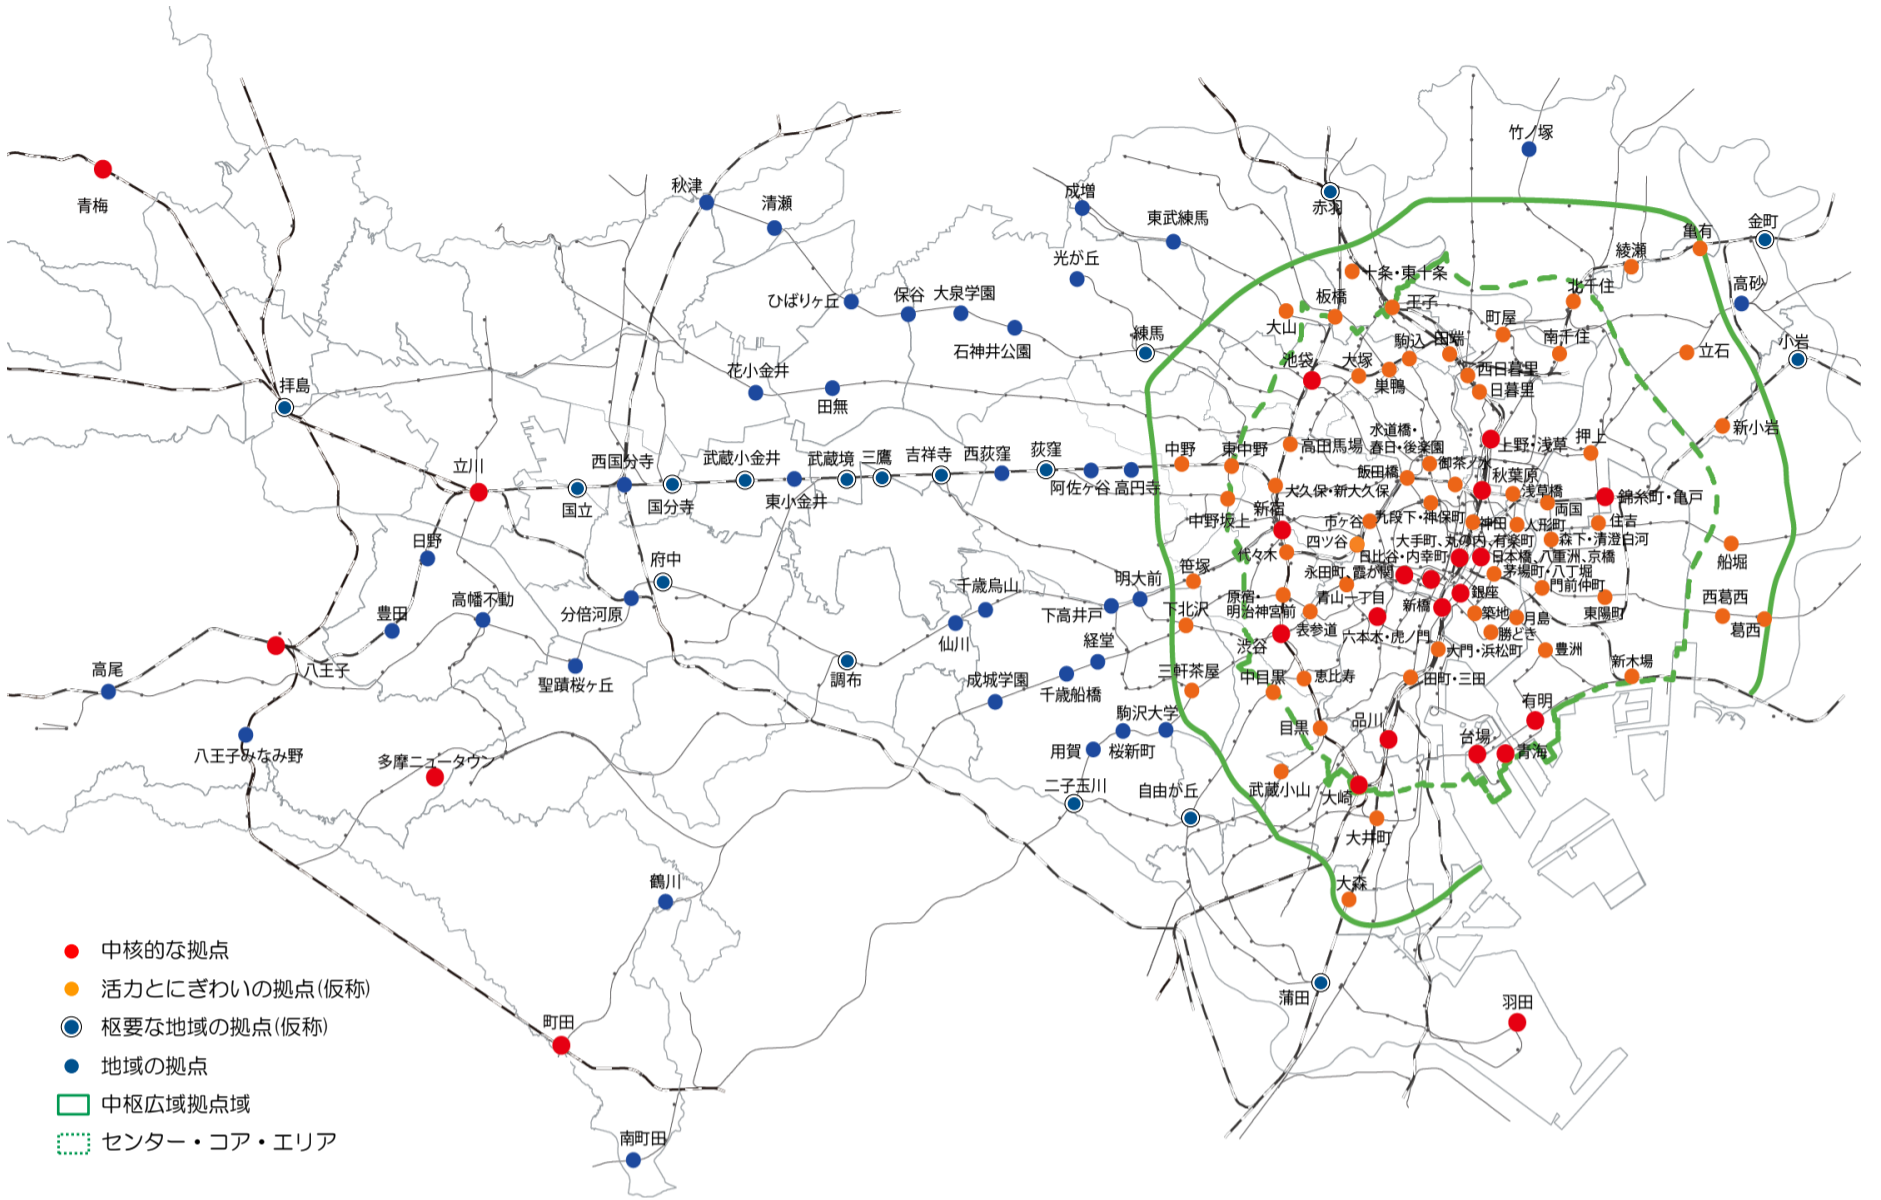 青梅
秋津
清瀬
成増
東武練馬
光が丘
竹ノ塚
赤羽
金町
亀有
綾瀬
北千住
高砂
十条・東十条
板橋
王子
大山
ひばりヶ丘
保谷
大泉学園
石神井公園
練馬
町屋
南千住
小岩
立石
駒込
田端
池袋
大塚
巣鴨
西日暮里
日暮里
拝島
花小金井
田無
新小岩
押上
上野・浅草
水道橋・
春日・後楽園
高田馬場
御茶ノ水
飯田橋
立川
西国分寺
国立
国分寺
武蔵小金井
東小金井
武蔵境
三鷹
吉祥寺
西荻窪
荻窪
阿佐ヶ谷
高円寺
中野
東中野
大久保・新大久保
中野坂上
新宿
秋葉原
浅草橋
両国
錦糸町・亀戸
住吉
市ヶ谷
九段下・神保町
神田
人形町
森下・清澄白河
四ツ谷
大手町、丸の内、有楽町
代々木
日比谷・内幸町
日本橋、八重洲、京橋
船堀
永田町、霞が関
茅場町・八丁堀
門前仲町
日野
府中
分倍河原
高幡不動
豊田
千歳烏山
仙川
下高井戸
明大前
笹塚
下北沢
原宿・
明治神宮前
青山一丁目
新橋
銀座
築地
月島
東陽町
西葛西
葛西
勝どき
渋谷
表参道
六本木・虎ノ門
大門・浜松町
豊洲
新木場
高尾
八王子
聖蹟桜ヶ丘
調布
経堂
成城学園
千歳船橋
三軒茶屋
中目黒
恵比寿
田町・三田
有明
駒沢大学
用賀
桜新町
目黒
品川
台場
青海
八王子みなみ野
多摩ニュータウン
二子玉川
自由が丘
武蔵小山
大崎
大井町
大森
鶴川
蒲田
羽田
町田
南町田
中核的な拠点
活力とにぎわいの拠点(仮称)
枢要な地域の拠点(仮称)
地域の拠点
中枢広域拠点域
センター・コア・エリア